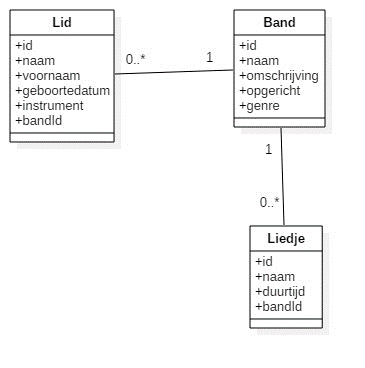 Lid
+id
+naam
+voornaam
+geboortedatum
+instrument
+bandId
0..*
1
Band
+id
+naam
+omschrijving
+opgericht
+genre
1
0..*
Liedje
+id
+naam
+duurtijd
+bandId